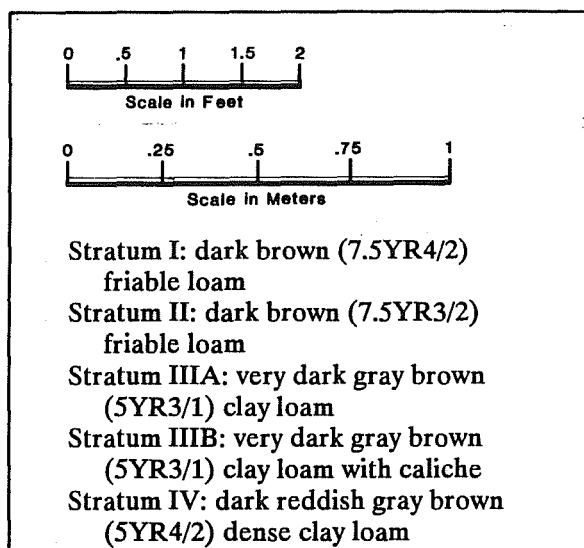 0 .5 1 1.5 2
Scale in Feet
0 .25 .5 .75 1
Scale in Meters
Stratum I: dark brown (7.5YR4/2)
friable loam
Stratum II: dark brown (7.5YR3/2)
friable loam
Stratum IIIA: very dark gray brown
(5YR3/1) clay loam
Stratum IIIB: very dark gray brown
(5YR3/1) clay loam with caliche
Stratum IV: dark reddish gray brown
(5YR4/2) dense clay loam